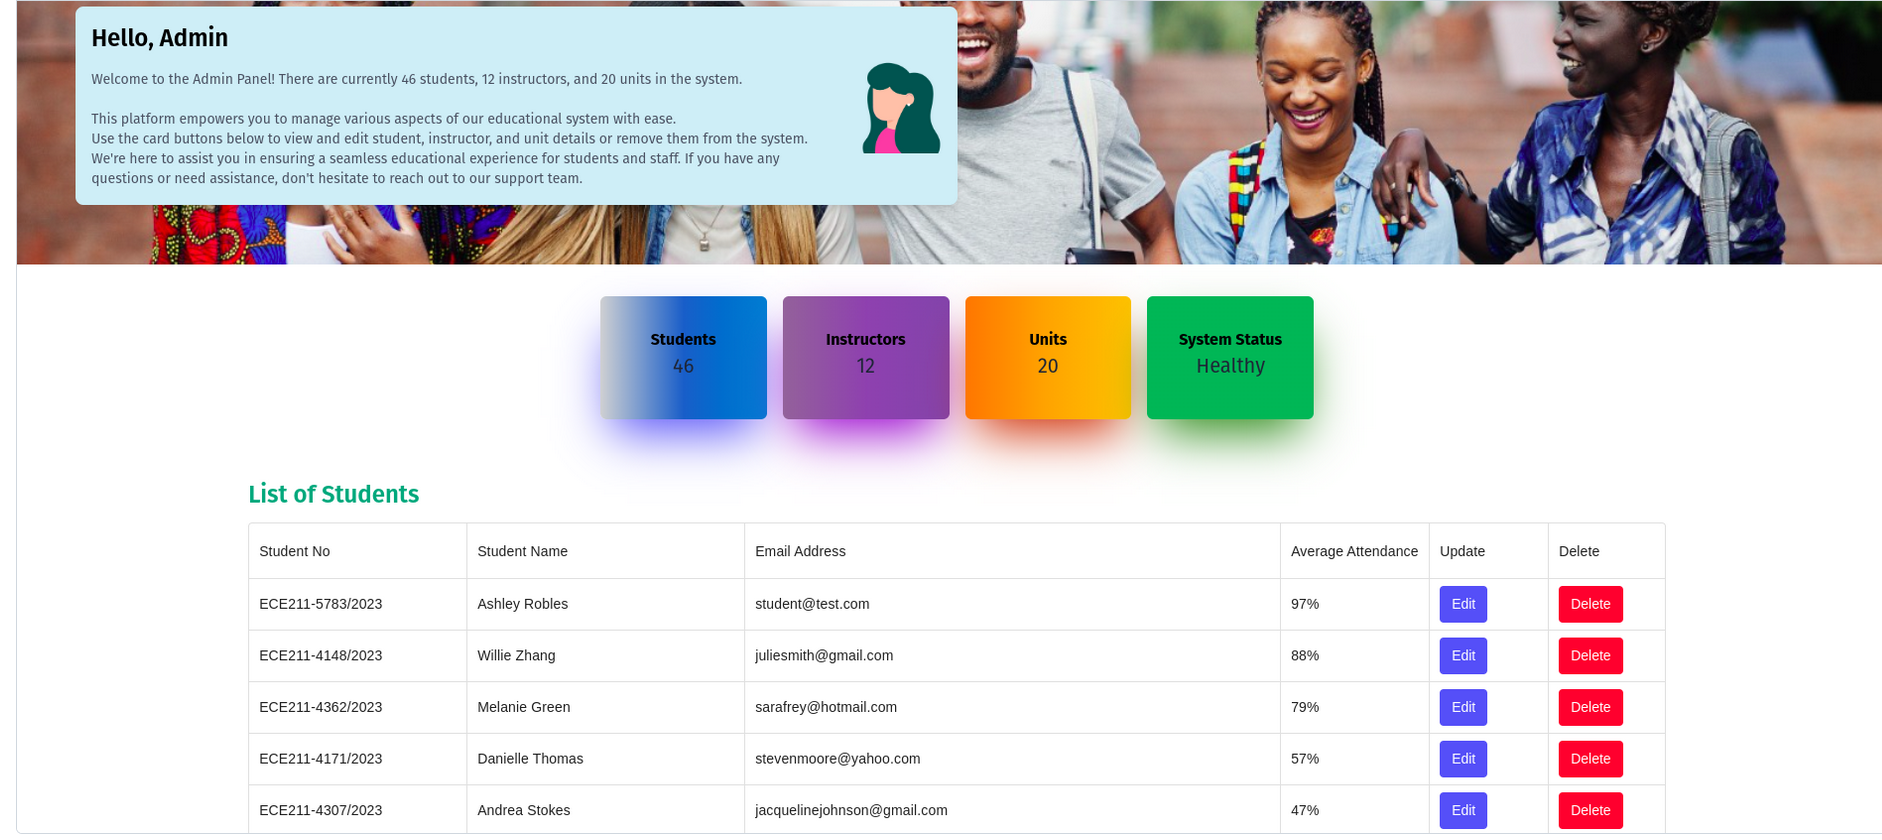 Hello, Admin
Welcome to the Admin Panel! There are currently 46 students, 12 instructors, and 20 units in the system.
This platform empowers you to manage various aspects of our educational system with ease.
Use the card buttons below to view and edit student, instructor, and unit details or remove them from the system.
We're here to assist you in ensuring a seamless educational experience for students and staff. If you have any
questions or need assistance, don't hesitate to reach out to our support team.
Students Instructors Units System Status
46 12 20 Healthy
List of Students
Student No Student Name Email Address Average Attendance Update Delete
ECE211-5783/2023 Ashley Robles student@test.com 97% Edit Delete
ECE211-4148/2023 Willie Zhang juliesmith@gmail.com 88% Edit Delete
ECE211-4362/2023 Melanie Green sarafrey@hotmail.com 79% Edit Delete
ECE211-4171/2023 Danielle Thomas stevenmoore@yahoo.com 57% Edit Delete
ECE211-4307/2023 Andrea Stokes jacquelinejohnson@gmail.com 47% Edit Delete